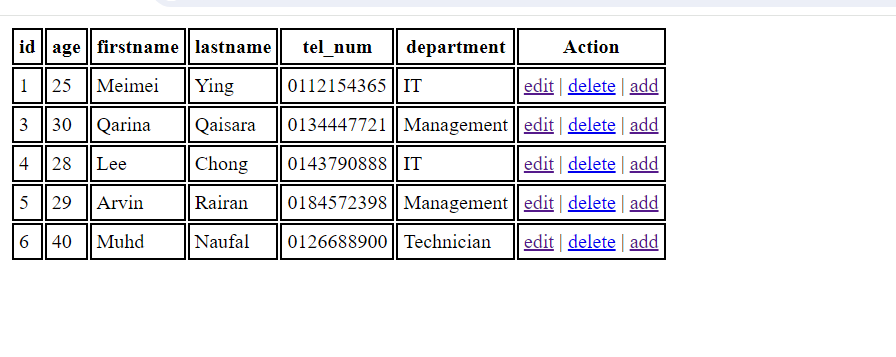 id age firstname lastname tel_num department Action
1 25 Meimei Ying 0112154365 IT edit | delete | add
3 30 Qarina Qaisara 0134447721 Management edit | delete | add
4 28 Lee Chong 0143790888 IT edit | delete | add
5 29 Arvin Rairan 0184572398 Management edit | delete | add
6 40 Muhd Naufal 0126688900 Technician edit | delete | add